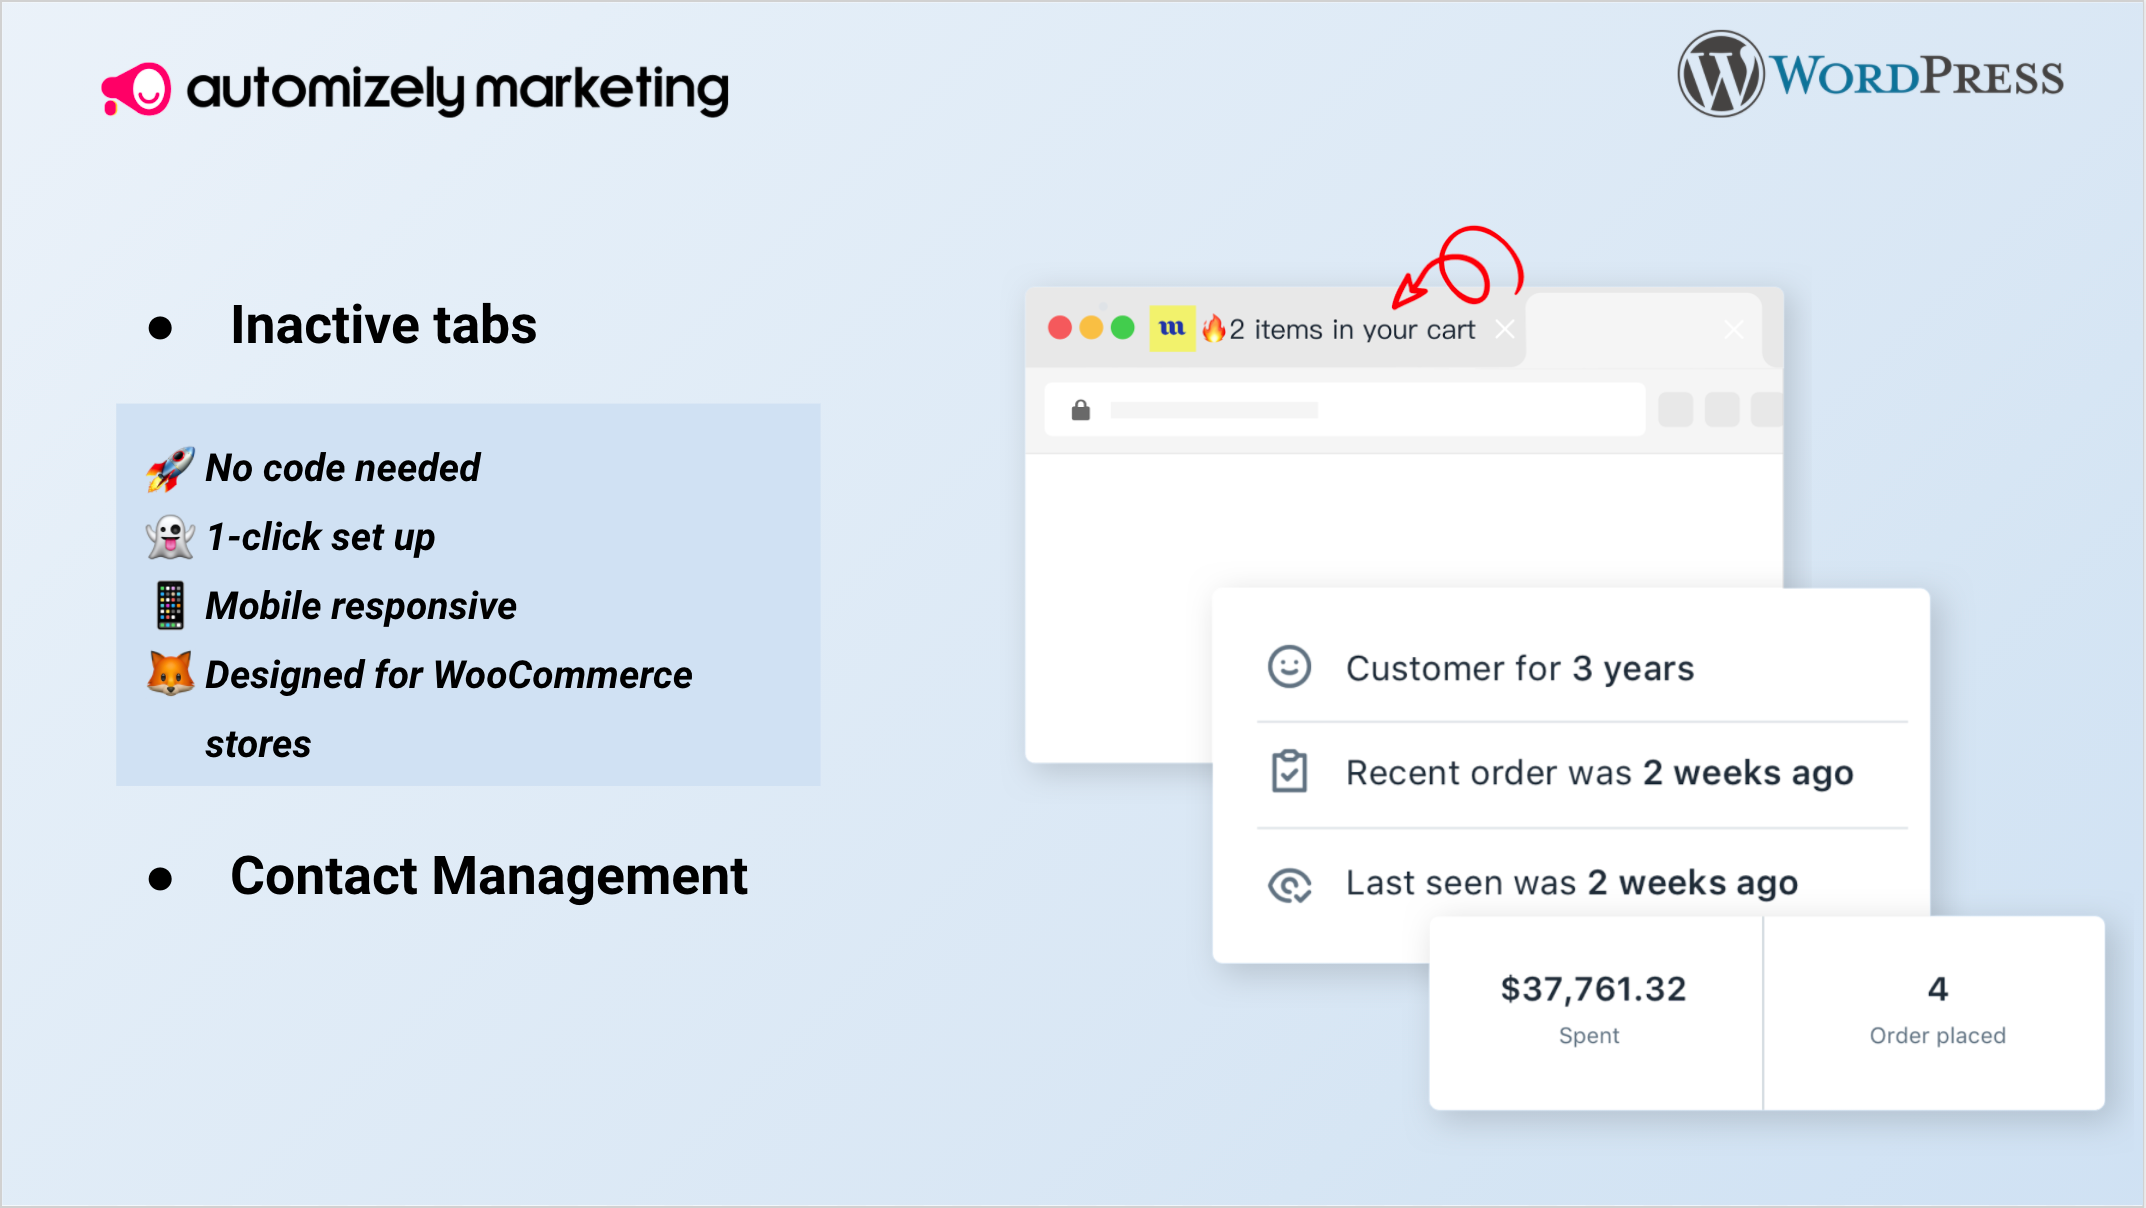 automizely marketing
WORDPRESS
● Inactive tabs
🚀 No code needed
👻 1-click set up
📱 Mobile responsive
🦊 Designed for WooCommerce
stores
● Contact Management
m 🔥2 items in your cart
Customer for 3 years
Recent order was 2 weeks ago
Last seen was 2 weeks ago
$37,761.32
Spent
4
Order placed